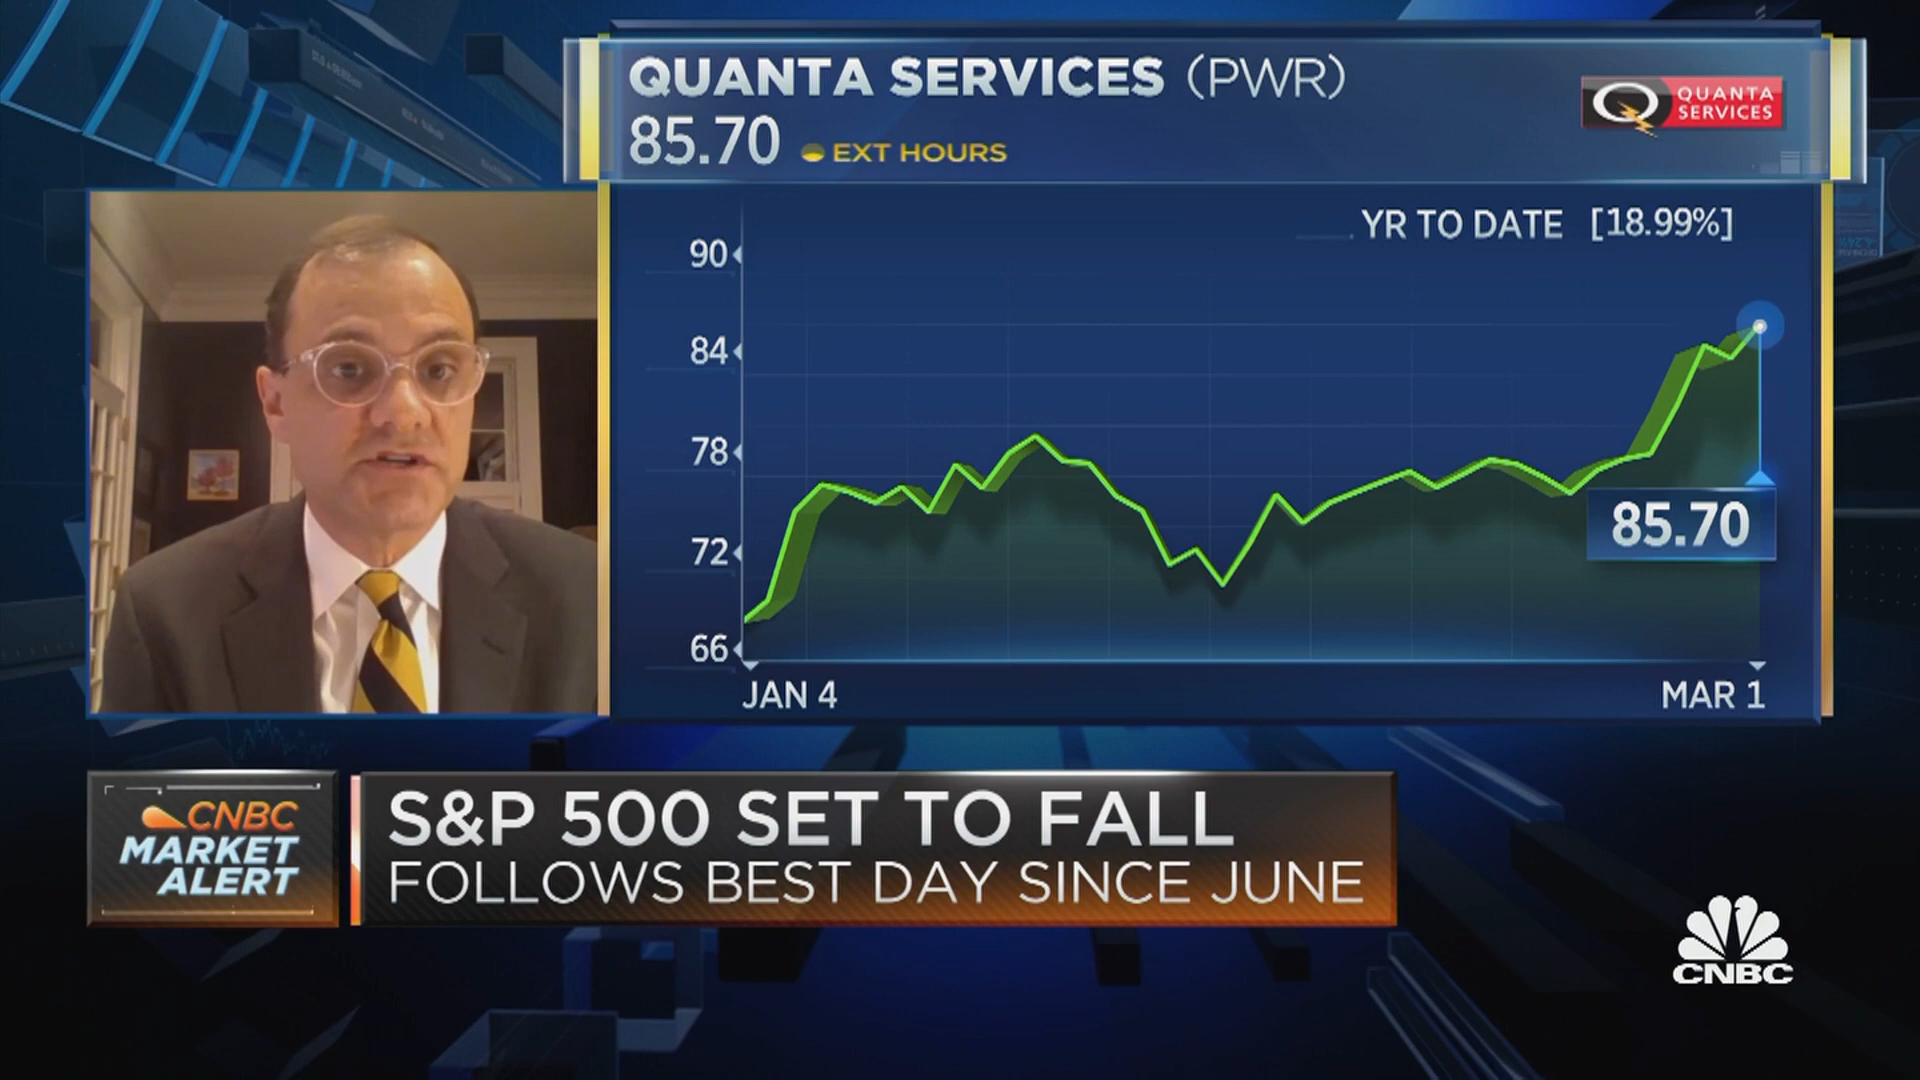 QUANTA SERVICES (PWR)
85.70 EXT HOURS
QUANTA
SERVICES
YR TO DATE [18.99%]
90
84
78
72
66
85.70
JAN 4
MAR 1
CNBC
MARKET
ALERT
S&P 500 SET TO FALL
FOLLOWS BEST DAY SINCE JUNE
CNBC